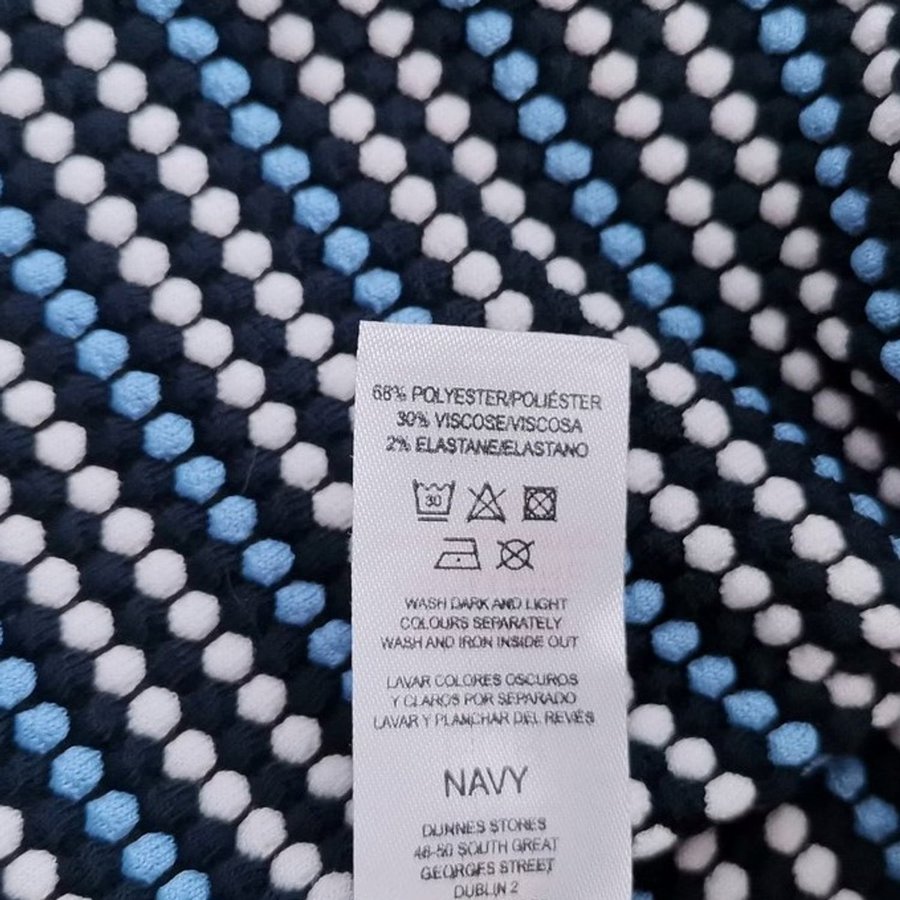 68% POLYESTER/POLIÉSTER
30% VISCOSE/VISCOSA
2% ELASTANE/ELASTANO
30
WASH DARK AND LIGHT
COLOURS SEPARATELY
WASH AND IRON INSIDE OUT
LAVAR COLORES OSCUROS
Y CLAROS POR SEPARADO
LAVAR Y PLANCHAR DEL REVÉS
NAVY
DUNNES STORES
46-50 SOUTH GREAT
GEORGES STREET
DUBLIN 2